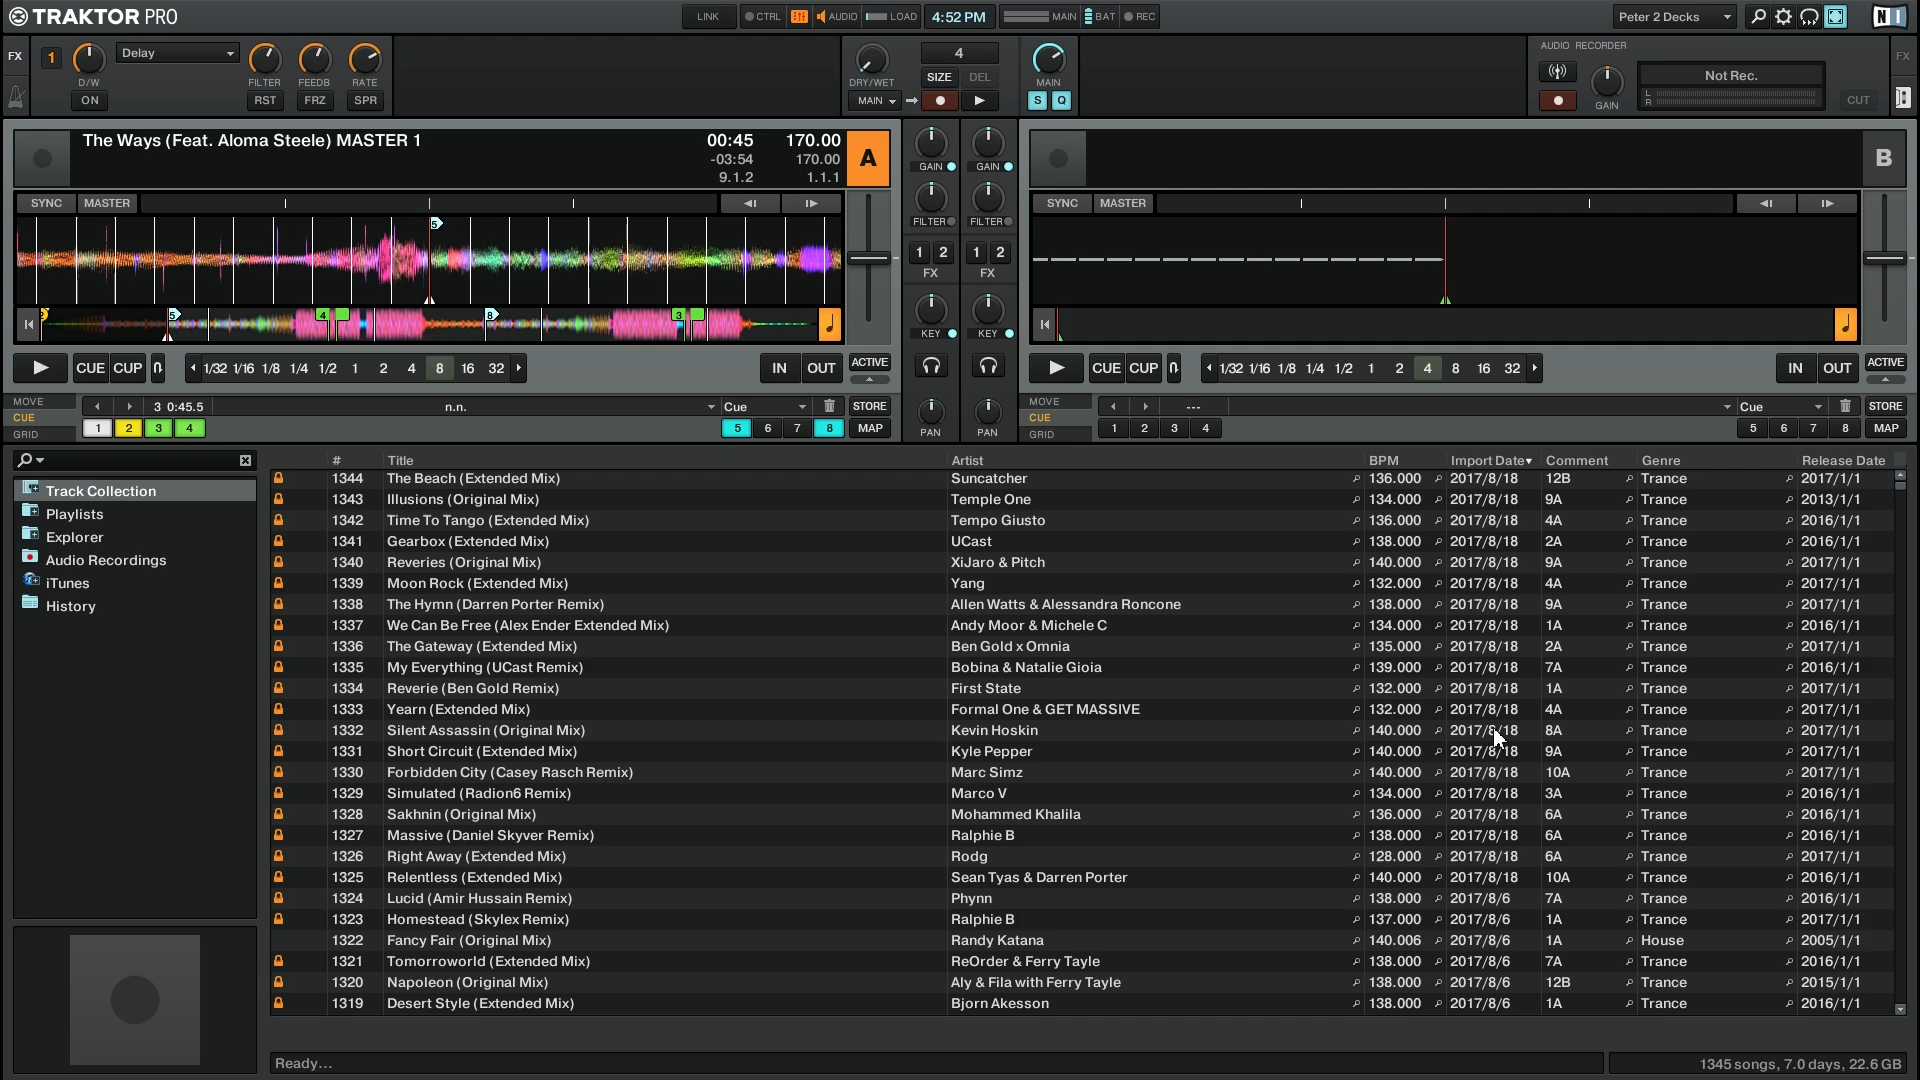 TRAKTOR PRO
LINK CTRL AUDIO LOAD 4:52 PM MAIN BAT REC Peter 2 Decks NI
FX 1 Delay
D/W FILTER FEEDB RATE
ON RST FRZ SPR
4
DRY/WET SIZE DEL MAIN
MAIN S Q
AUDIO RECORDER
Not Rec.
L
R
GAIN CUT
FX
The Ways (Feat. Aloma Steele) MASTER 1 00:45 170.00
-03:54 170.00
9.1.2 1.1.1
A
B
SYNC MASTER
SYNC MASTER
5
2 5 4 8 3
GAIN GAIN
FILTER FILTER
1 2 1 2
FX FX
KEY KEY
PAN PAN
CUE CUP 1/32 1/16 1/8 1/4 1/2 1 2 4 8 16 32 IN OUT ACTIVE
CUE CUP 1/32 1/16 1/8 1/4 1/2 1 2 4 8 16 32 IN OUT ACTIVE
MOVE
CUE
GRID
3 0:45.5 n.n. Cue STORE
1 2 3 4 5 6 7 8 MAP
MOVE
CUE
GRID
--- Cue STORE
1 2 3 4 5 6 7 8 MAP
Track Collection
Playlists
Explorer
Audio Recordings
iTunes
History
# Title Artist BPM Import Date Comment Genre Release Date
1344 The Beach (Extended Mix) Suncatcher 136.000 2017/8/18 12B Trance 2017/1/1
1343 Illusions (Original Mix) Temple One 134.000 2017/8/18 9A Trance 2013/1/1
1342 Time To Tango (Extended Mix) Tempo Giusto 136.000 2017/8/18 4A Trance 2016/1/1
1341 Gearbox (Extended Mix) UCast 138.000 2017/8/18 2A Trance 2016/1/1
1340 Reveries (Original Mix) XiJaro & Pitch 140.000 2017/8/18 9A Trance 2017/1/1
1339 Moon Rock (Extended Mix) Yang 132.000 2017/8/18 4A Trance 2017/1/1
1338 The Hymn (Darren Porter Remix) Allen Watts & Alessandra Roncone 138.000 2017/8/18 9A Trance 2017/1/1
1337 We Can Be Free (Alex Ender Extended Mix) Andy Moor & Michele C 134.000 2017/8/18 1A Trance 2016/1/1
1336 The Gateway (Extended Mix) Ben Gold x Omnia 135.000 2017/8/18 2A Trance 2017/1/1
1335 My Everything (UCast Remix) Bobina & Natalie Gioia 139.000 2017/8/18 7A Trance 2016/1/1
1334 Reverie (Ben Gold Remix) First State 132.000 2017/8/18 1A Trance 2017/1/1
1333 Yearn (Extended Mix) Formal One & GET MASSIVE 132.000 2017/8/18 4A Trance 2017/1/1
1332 Silent Assassin (Original Mix) Kevin Hoskin 140.000 2017/8/18 8A Trance 2017/1/1
1331 Short Circuit (Extended Mix) Kyle Pepper 140.000 2017/8/18 9A Trance 2017/1/1
1330 Forbidden City (Casey Rasch Remix) Marc Simz 140.000 2017/8/18 10A Trance 2017/1/1
1329 Simulated (Radion6 Remix) Marco V 134.000 2017/8/18 3A Trance 2016/1/1
1328 Sakhnin (Original Mix) Mohammed Khalila 136.000 2017/8/18 6A Trance 2016/1/1
1327 Massive (Daniel Skyver Remix) Ralphie B 138.000 2017/8/18 6A Trance 2016/1/1
1326 Right Away (Extended Mix) Rodg 128.000 2017/8/18 6A Trance 2017/1/1
1325 Relentless (Extended Mix) Sean Tyas & Darren Porter 140.000 2017/8/18 10A Trance 2016/1/1
1324 Lucid (Amir Hussain Remix) Phynn 138.000 2017/8/6 7A Trance 2016/1/1
1323 Homestead (Skylex Remix) Ralphie B 137.000 2017/8/6 1A Trance 2017/1/1
1322 Fancy Fair (Original Mix) Randy Katana 140.006 2017/8/6 1A House 2005/1/1
1321 Tomorroworld (Extended Mix) ReOrder & Ferry Tayle 138.000 2017/8/6 7A Trance 2016/1/1
1320 Napoleon (Original Mix) Aly & Fila with Ferry Tayle 138.000 2017/8/6 12B Trance 2015/1/1
1319 Desert Style (Extended Mix) Bjorn Akesson 138.000 2017/8/6 1A Trance 2016/1/1
Ready...
1345 songs, 7.0 days, 22.6 GB